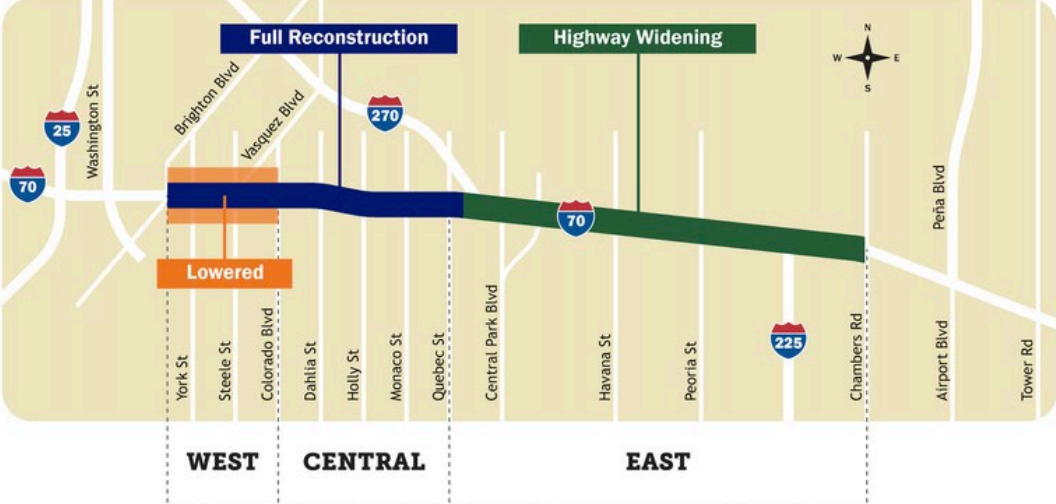 Full Reconstruction
Highway Widening
N
W
E
S
25
Washington St
Brighton Blvd
Vasquez Blvd
270
70
70
Peña Blvd
Lowered
225
York St
Steele St
Colorado Blvd
Dahlia St
Holly St
Monaco St
Quebec St
Central Park Blvd
Havana St
Peoria St
Chambers Rd
Airport Blvd
Tower Rd
WEST
CENTRAL
EAST